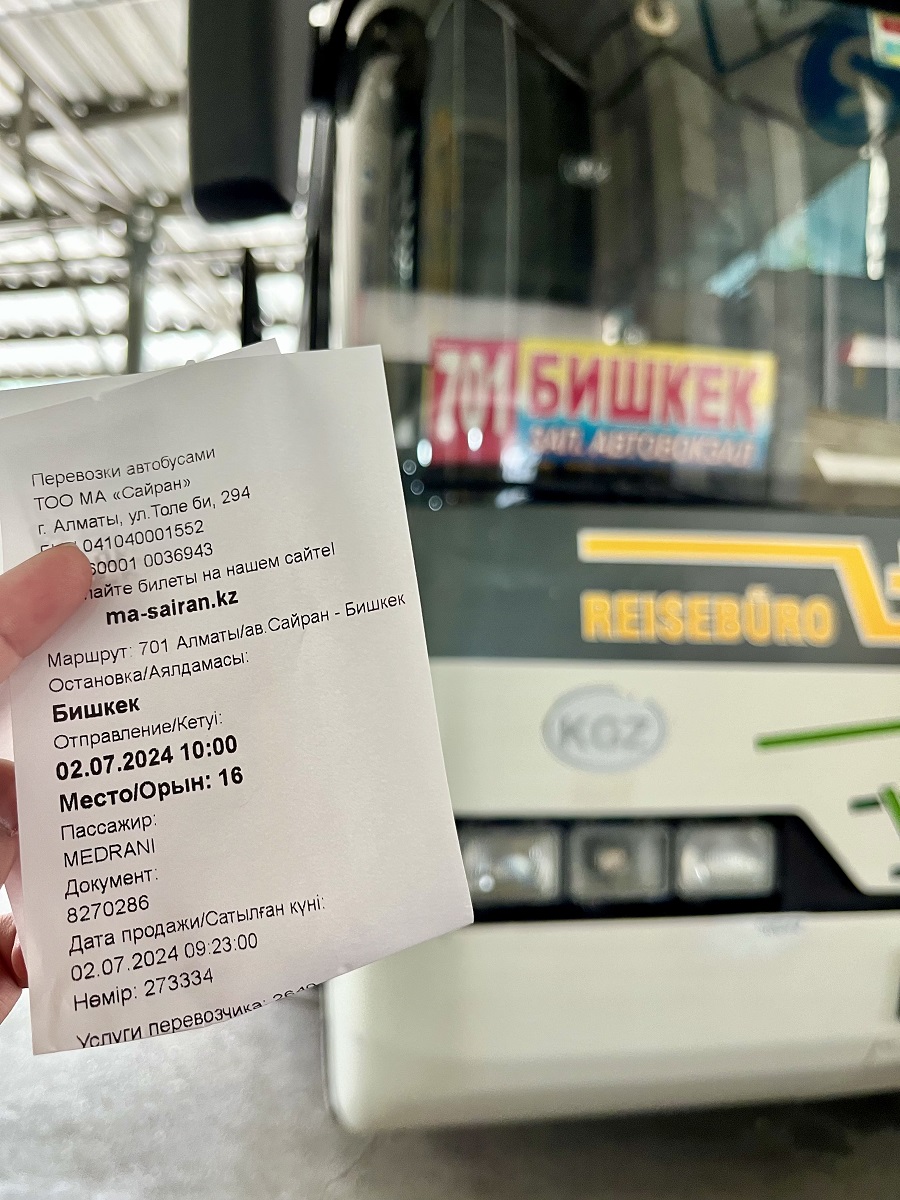 Перевозки автобусами
ТОО МА «Сайран»
г. Алматы, ул.Толе би, 294
041040001552
60001 0036943
билеты на нашем сайте!
ma-sairan.kz
Маршрут: 701 Алматы/ав.Сайран - Бишкек
Остановка/Аялдамасы:
Бишкек
Отправление/Кетуі:
02.07.2024 10:00
Место/Орын: 16
Пассажир:
MEDRANI
Документ:
8270286
Дата продажи/Сатылған күні:
02.07.2024 09:23:00
Нөмір: 273334
Услуги перевозчика:
701 БИШКЕК
ЗАП. АВТОВОКЗАЛ
REISEBÜRO
KGZ